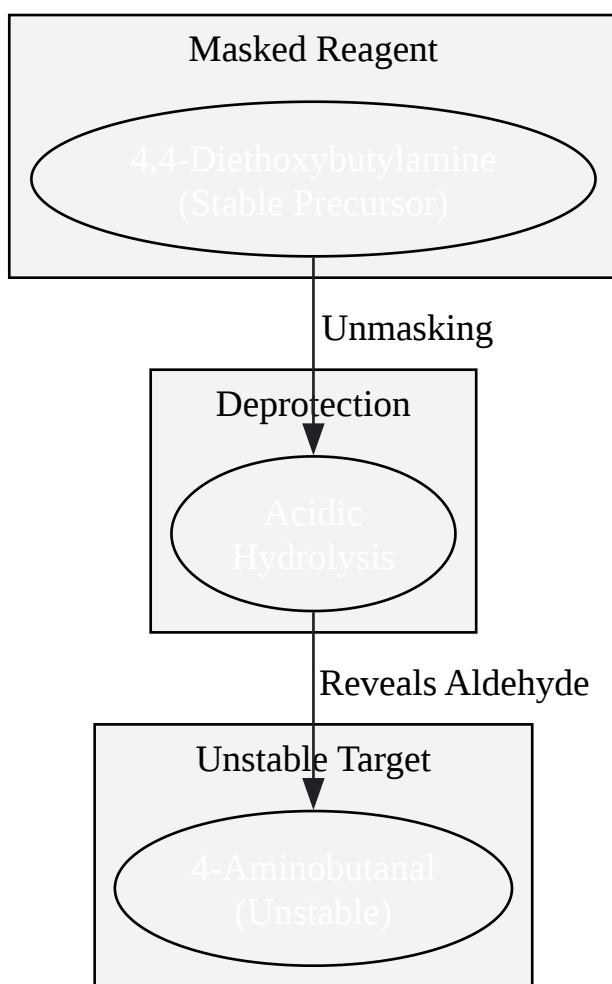 Masked Reagent
4,4-Diethoxybutylamine
(Stable Precursor)
Unmasking
Deprotection
Acidic
Hydrolysis
Reveals Aldehyde
Unstable Target
4-Aminobutanal
(Unstable)